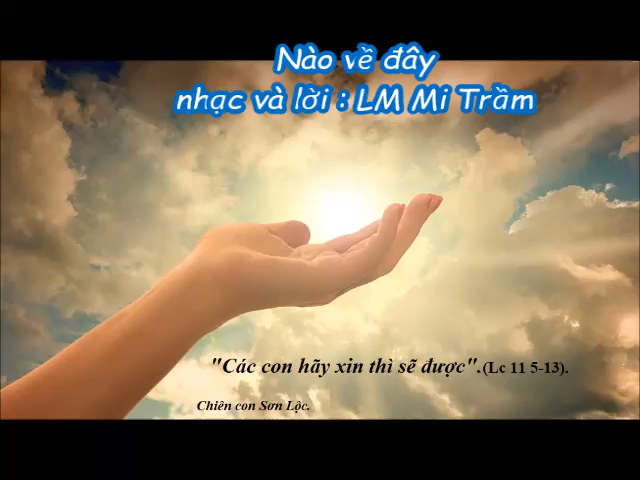 Nào về đây
nhạc và lời : LM Mi Trầm
"Các con hãy xin thì sẽ được".(Lc 11 5-13).
Chiên con Sơn Lộc.